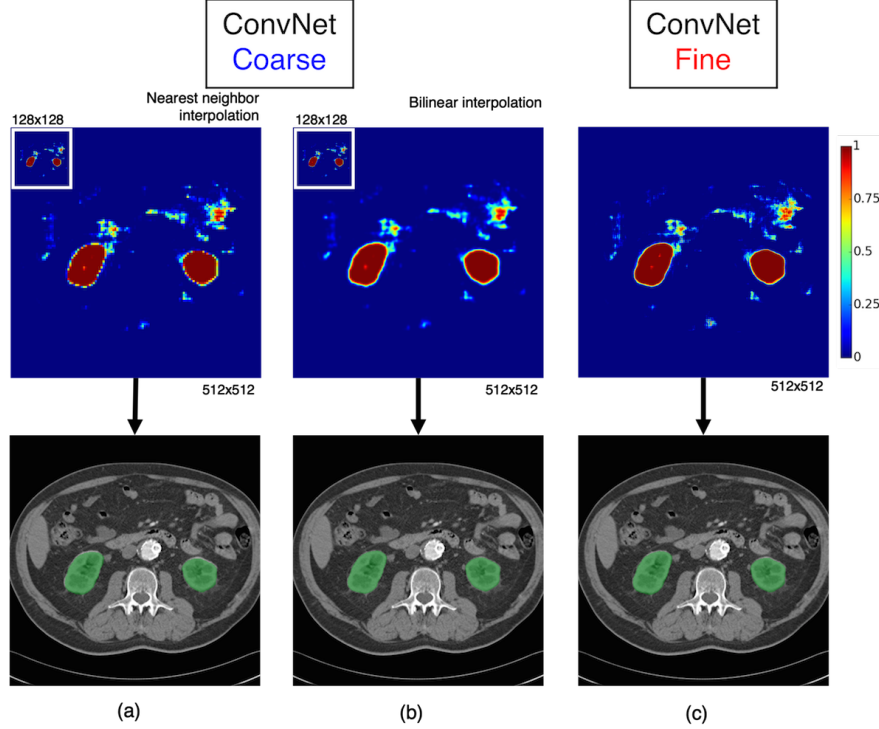 ConvNet
Coarse
ConvNet
Fine
Nearest neighbor
interpolation
Bilinear interpolation
128x128
128x128
1
0.75
0.5
0.25
0
512x512
512x512
512x512
(a)
(b)
(c)